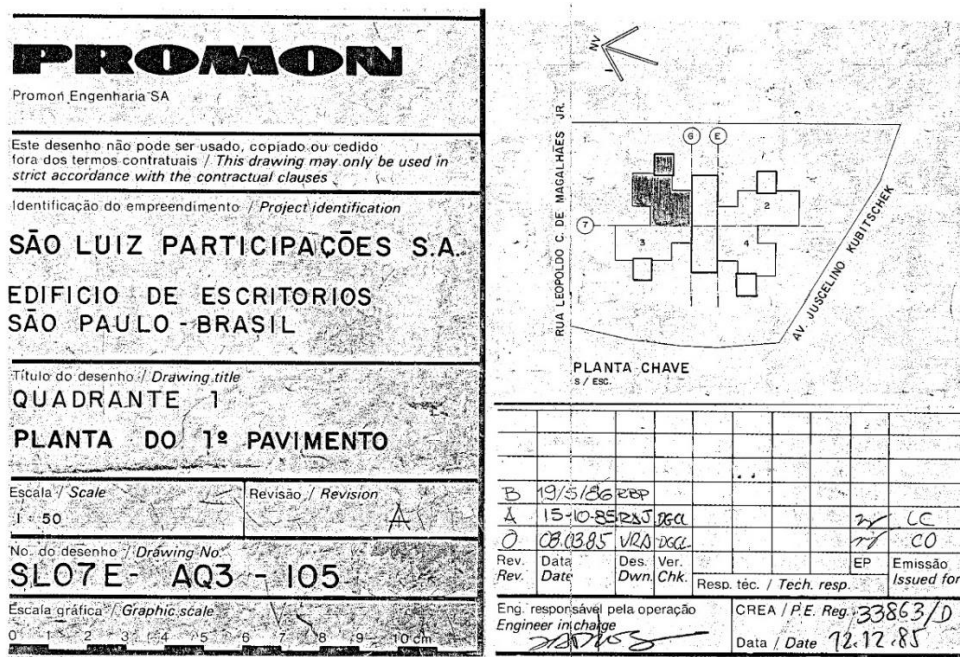 PROMON
Promon Engenharia SA
Este desenho não pode ser usado, copiado ou cedido
fora dos termos contratuais / This drawing may only be used in
strict accordance with the contractual clauses
Identificação do empreendimento / Project identification
SÃO LUIZ PARTICIPAÇÕES S.A.
EDIFICIO DE ESCRITORIOS
SÃO PAULO - BRASIL
Título do desenho / Drawing title
QUADRANTE 1
PLANTA DO 1º PAVIMENTO
Escala / Scale
1 : 50
Revisão / Revision
A
No. do desenho / Drawing No.
SL07E- AQ3 - 105
Escala gráfica / Graphic scale
0 1 2 3 4 5 6 7 8 9 10 cm
NV
RUA LEOPOLDO C. DE MAGALHÃES JR.
6 E
2
7
3 4
AV. JUSCELINO KUBITSCHEK
PLANTA CHAVE
S / ESC.
B 19/5/86 RBP
A 15-10-85 RSJ DGCL LC
0 08.03.85 VRA DGCL CO
Rev. Data Des. Ver. EP Emissão
Rev. Date Dwn. Chk. Resp. téc. / Tech. resp. Issued for
Eng. responsável pela operação
Engineer in charge
CREA / P.E. Reg. 33863/D
Data / Date 12.12.85